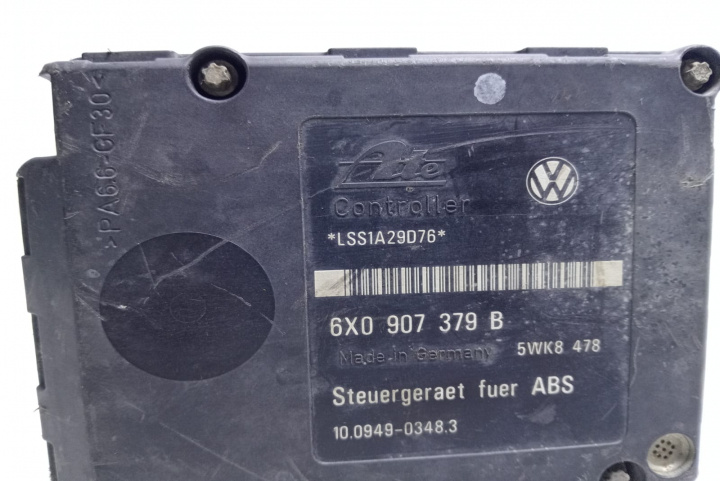 >PA66-GF30<
Ate
Controller
*LSS1A29D76*
6X0 907 379 B
Made in Germany 5WK8 478
Steuergeraet fuer ABS
10.0949-0348.3